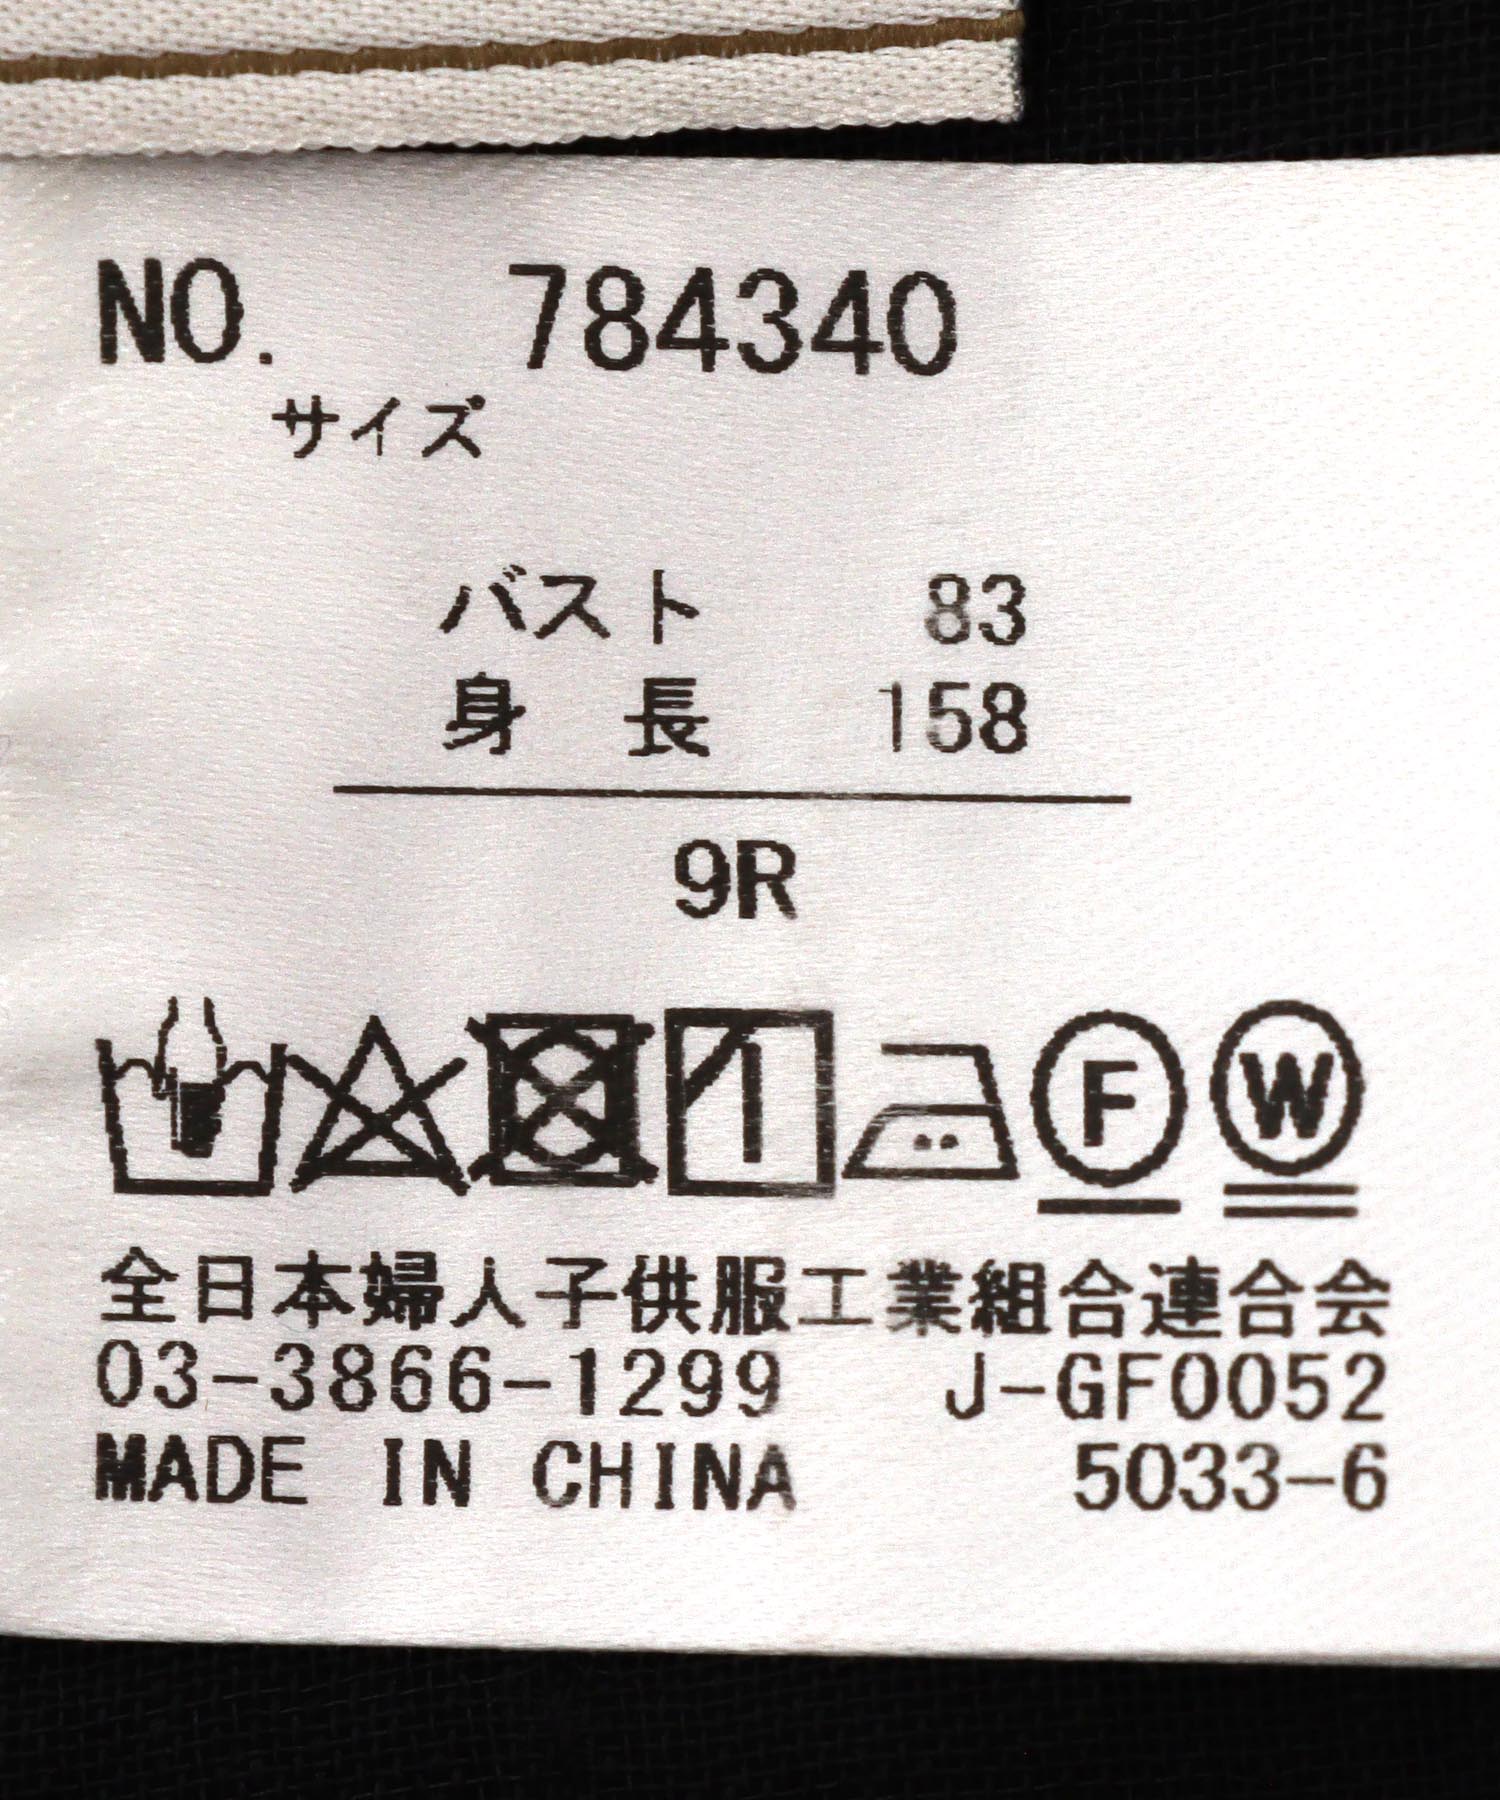 NO. 784340
サイズ
バスト 83
身長 158
9R
F W
全日本婦人子供服工業組合連合会
03-3866-1299 J-GF0052
MADE IN CHINA 5033-6